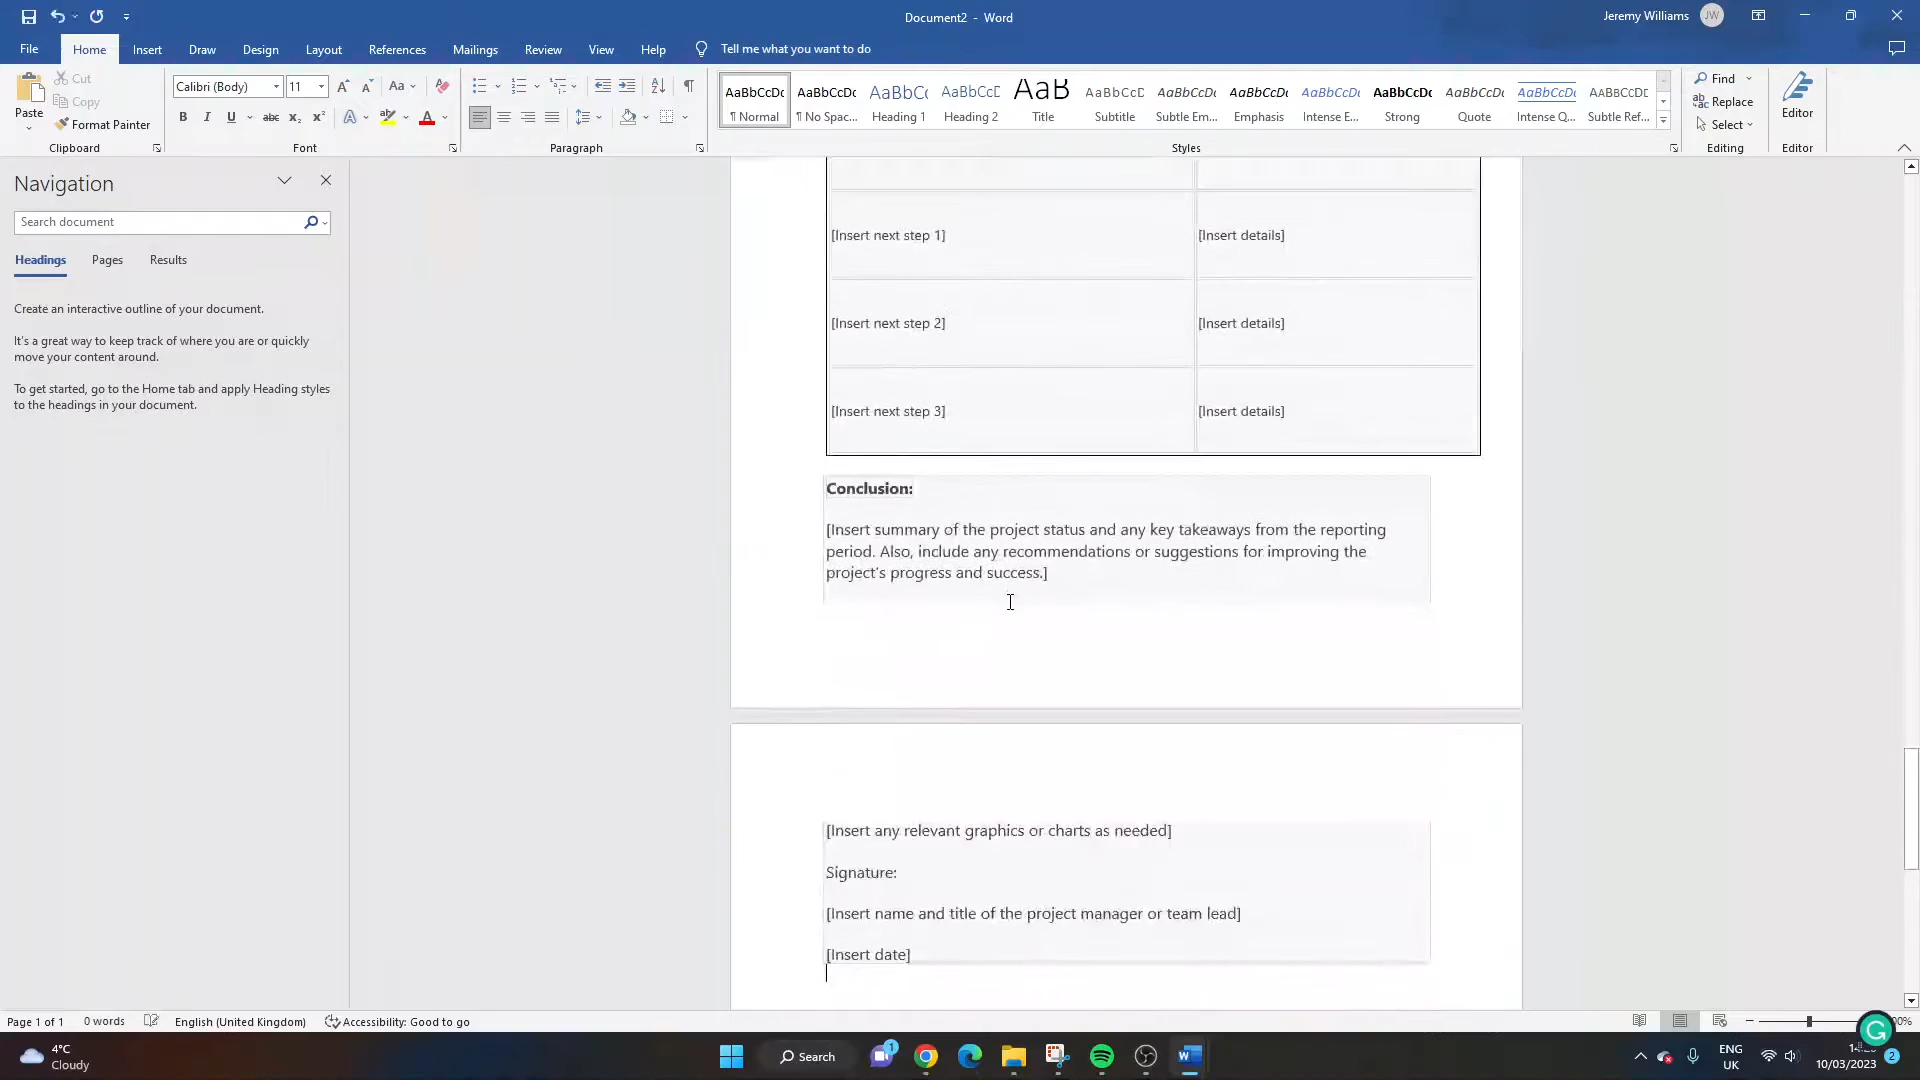 Document2 - Word
Jeremy Williams
JW
File
Home
Insert
Draw
Design
Layout
References
Mailings
Review
View
Help
Tell me what you want to do
Paste
Cut
Copy
Format Painter
Clipboard
Calibri (Body)
11
Font
Paragraph
AaBbCcDc
¶ Normal
AaBbCcDc
¶ No Spac...
AaBbCc
Heading 1
AaBbCcD
Heading 2
AaB
Title
AaBbCcD
Subtitle
AaBbCcDc
Subtle Em...
AaBbCcDc
Emphasis
AaBbCcDc
Intense E...
AaBbCcDc
Strong
AaBbCcDc
Quote
AaBbCcDc
Intense Q...
AaBbCcDc
Subtle Ref...
Styles
Find
Replace
Select
Editing
Editor
Editor
Navigation
Search document
Headings
Pages
Results
Create an interactive outline of your document.
It's a great way to keep track of where you are or quickly
move your content around.
To get started, go to the Home tab and apply Heading styles
to the headings in your document.
[Insert next step 1]
[Insert details]
[Insert next step 2]
[Insert details]
[Insert next step 3]
[Insert details]
Conclusion:
[Insert summary of the project status and any key takeaways from the reporting
period. Also, include any recommendations or suggestions for improving the
project's progress and success.]
[Insert any relevant graphics or charts as needed]
Signature:
[Insert name and title of the project manager or team lead]
[Insert date]
Page 1 of 1
0 words
English (United Kingdom)
Accessibility: Good to go
4°C
Cloudy
Search
1
ENG
UK
10/03/2023
2